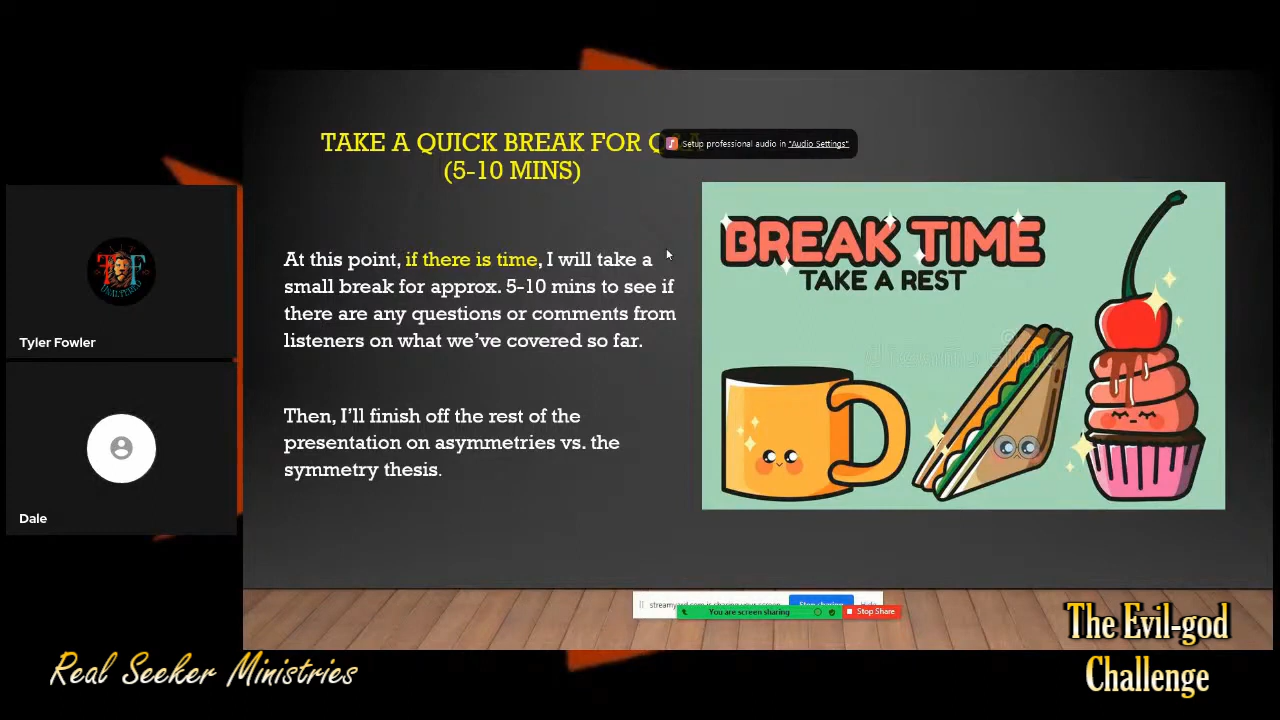 TAKE A QUICK BREAK FOR
(5-10 MINS)
Setup professional audio in "Audio Settings"
At this point, if there is time, I will take a
small break for approx. 5-10 mins to see if
there are any questions or comments from
listeners on what we've covered so far.
Then, I'll finish off the rest of the
presentation on asymmetries vs. the
symmetry thesis.
BREAK TIME
TAKE A REST
Tyler Fowler
Dale
You are screen sharing
Stop Share
Real Seeker Ministries
The Evil-god
Challenge